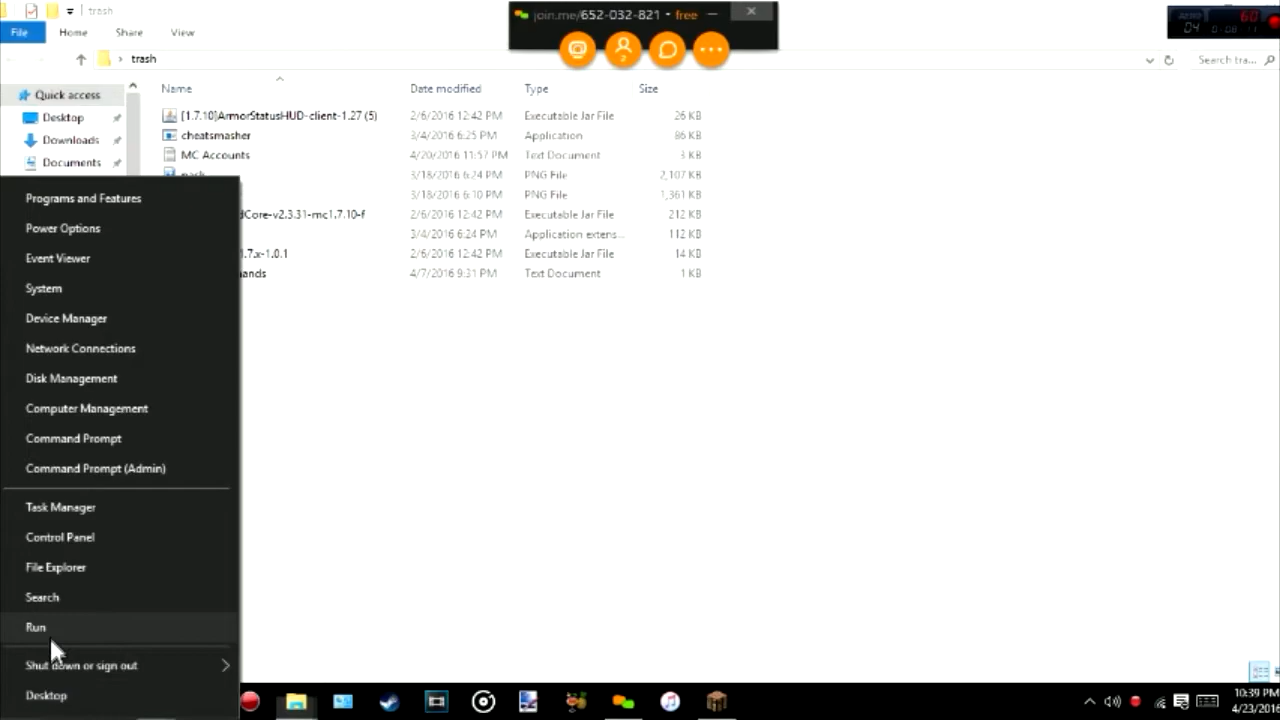 trash
join.me/652-032-821 • free
60
File
Home
Share
View
trash
Search tra...
Quick access
Desktop
Downloads
Documents
Name
Date modified
Type
Size
[1.7.10]ArmorStatusHUD-client-1.27 (5)
2/6/2016 12:42 PM
Executable Jar File
26 KB
cheatsmasher
3/4/2016 6:25 PM
Application
86 KB
MC Accounts
4/20/2016 11:57 PM
Text Document
3 KB
3/18/2016 6:24 PM
PNG File
2,107 KB
3/18/2016 6:10 PM
PNG File
1,361 KB
dCore-v2.3.31-mc1.7.10-f
2/6/2016 12:42 PM
Executable Jar File
212 KB
3/4/2016 6:24 PM
Application extens...
112 KB
1.7.x-1.0.1
2/6/2016 12:42 PM
Executable Jar File
14 KB
ands
4/7/2016 9:31 PM
Text Document
1 KB
Programs and Features
Power Options
Event Viewer
System
Device Manager
Network Connections
Disk Management
Computer Management
Command Prompt
Command Prompt (Admin)
Task Manager
Control Panel
File Explorer
Search
Run
Shut down or sign out
Desktop
10:39 PM
4/23/2016